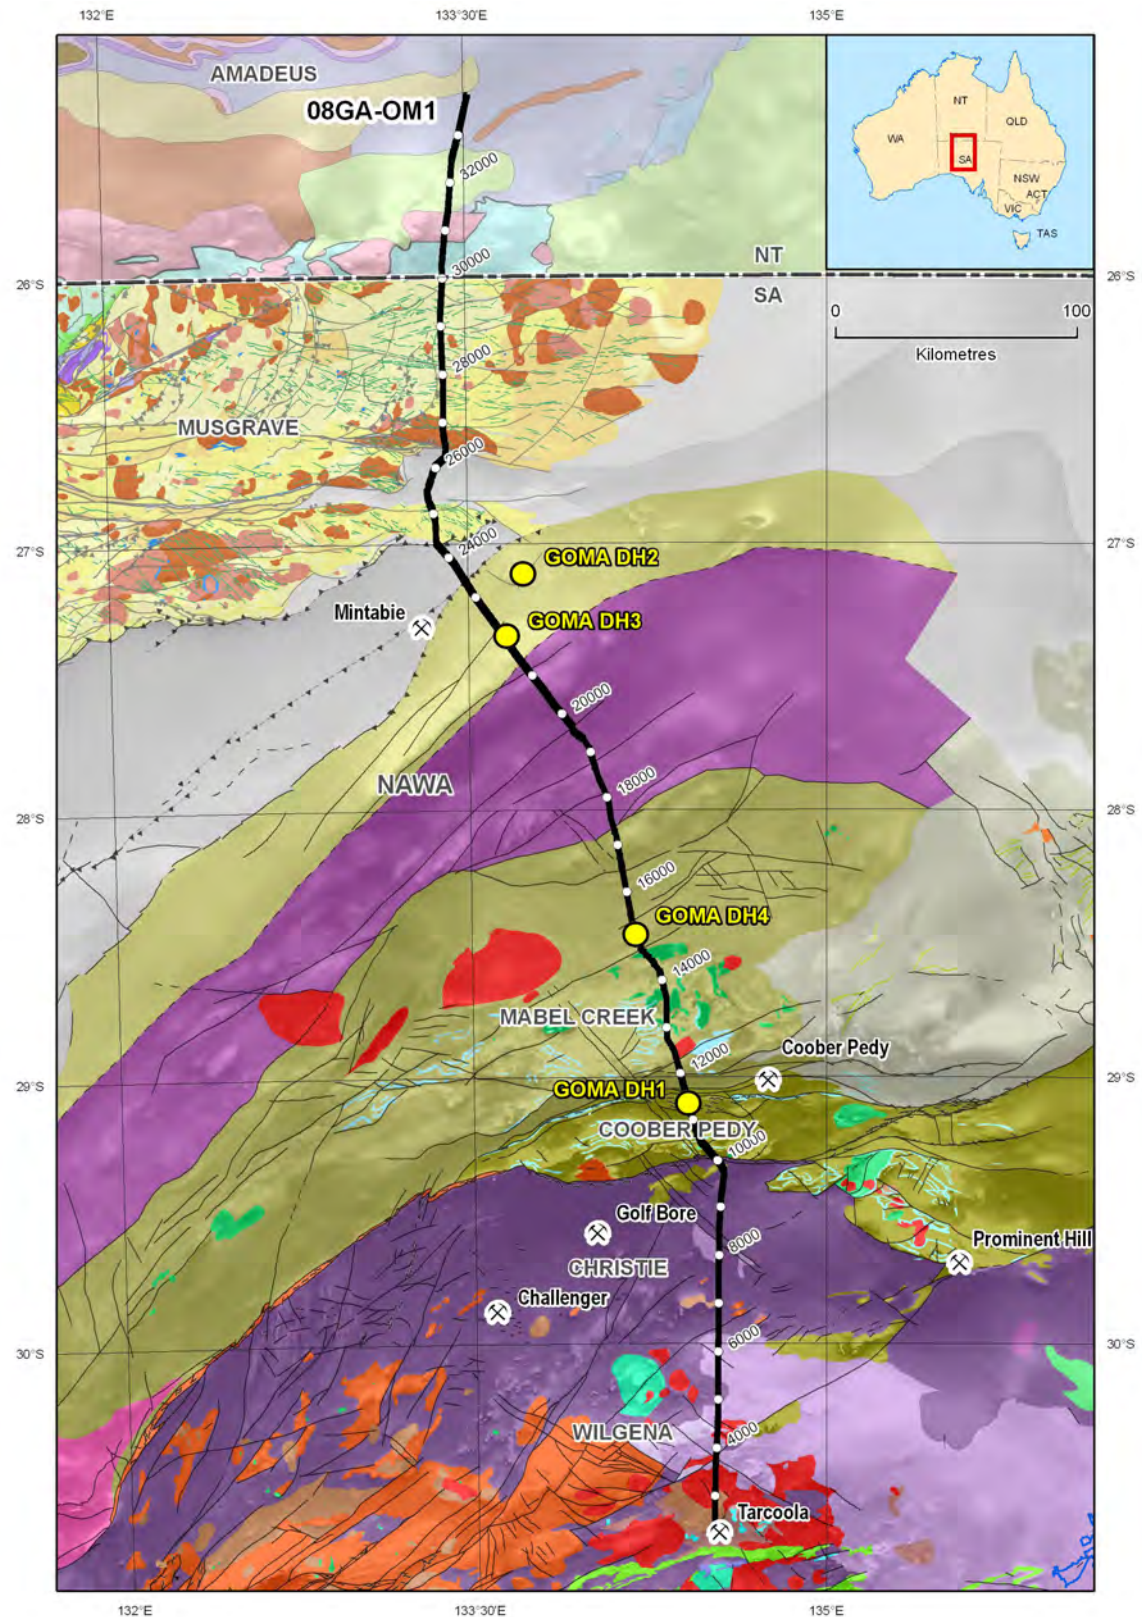 132°E 133°30'E 135°E
AMADEUS
08GA-OM1
NT
WA
QLD
SA
NSW
ACT
VIC
TAS
32000
30000
NT
26°S
26°S
SA
0 100
Kilometres
28000
MUSGRAVE
26000
24000
27°S
27°S
GOMA DH2
Mintabie
GOMA DH3
20000
NAWA
18000
28°S
28°S
16000
GOMA DH4
14000
MABEL CREEK
Coober Pedy
12000
29°S
29°S
GOMA DH1
COOBER PEDY
10000
Golf Bore
8000
Prominent Hill
CHRISTIE
Challenger
6000
30°S
30°S
WILGENA
4000
Tarcoola
132°E 133°30'E 135°E